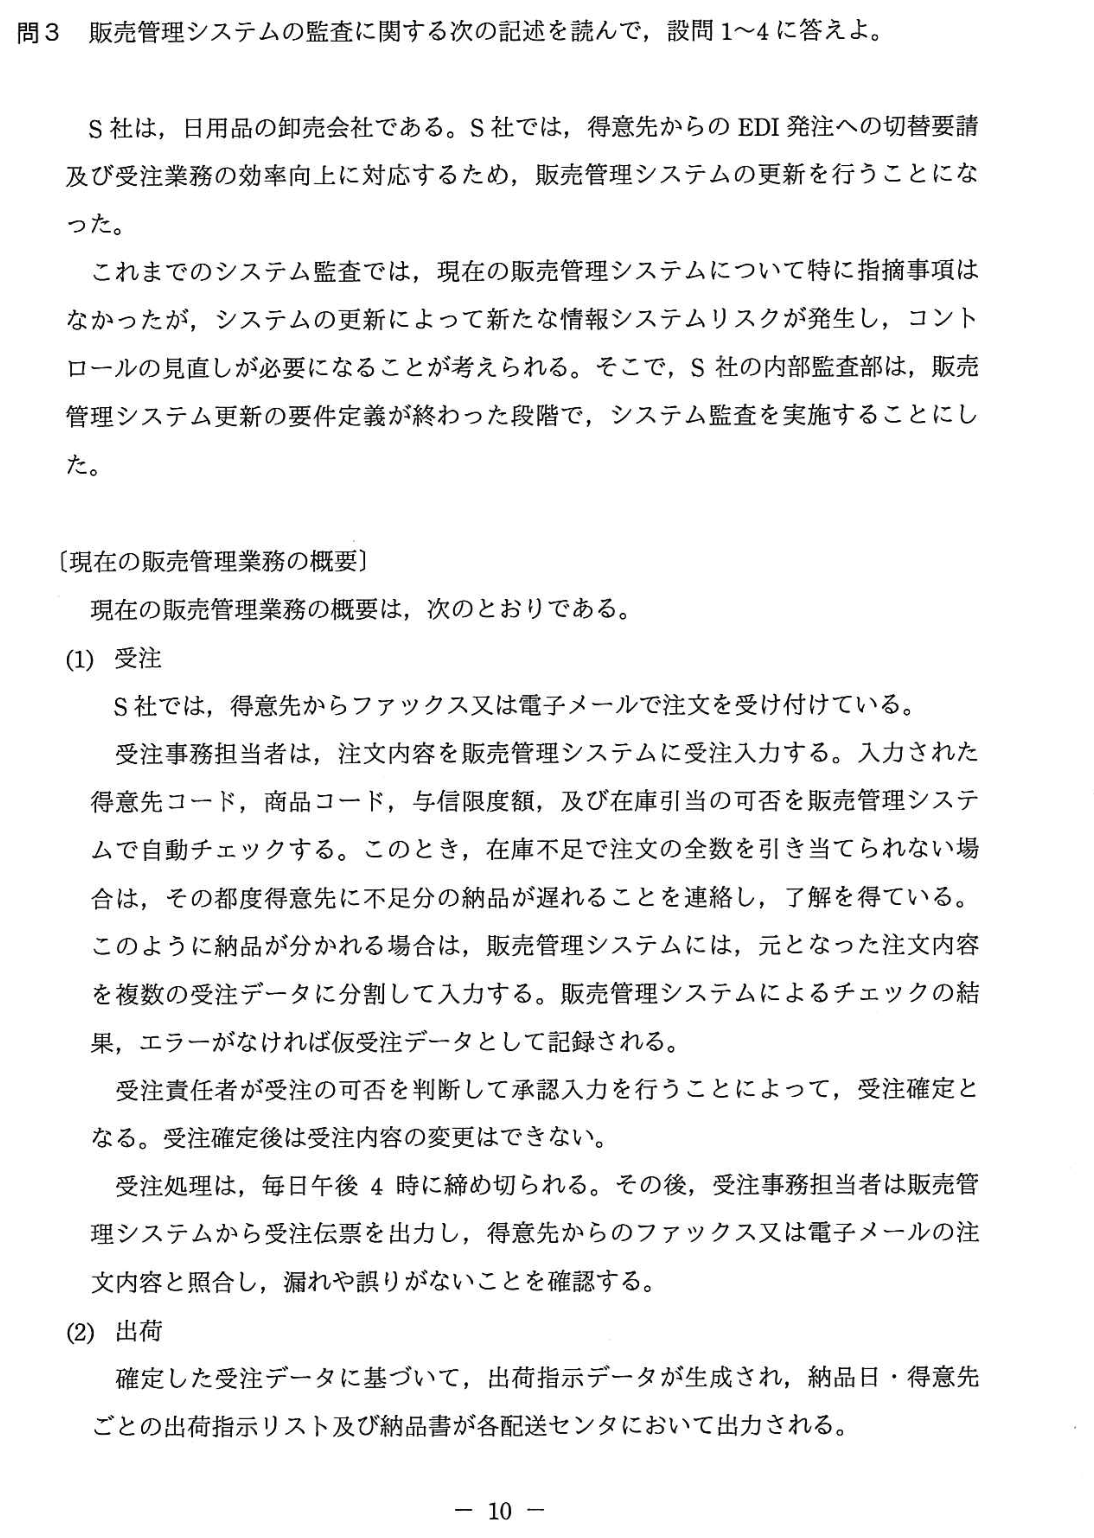 問3　販売管理システムの監査に関する次の記述を読んで，設問1～4に答えよ。
S社は，日用品の卸売会社である。S社では，得意先からのEDI発注への切替要請
及び受注業務の効率向上に対応するため，販売管理システムの更新を行うことにな
った。
これまでのシステム監査では，現在の販売管理システムについて特に指摘事項は
なかったが，システムの更新によって新たな情報システムリスクが発生し，コント
ロールの見直しが必要になることが考えられる。そこで，S社の内部監査部は，販売
管理システム更新の要件定義が終わった段階で，システム監査を実施することにし
た。
〔現在の販売管理業務の概要〕
現在の販売管理業務の概要は，次のとおりである。
(1)　受注
S社では，得意先からファックス又は電子メールで注文を受け付けている。
受注事務担当者は，注文内容を販売管理システムに受注入力する。入力された
得意先コード，商品コード，与信限度額，及び在庫引当の可否を販売管理システ
ムで自動チェックする。このとき，在庫不足で注文の全数を引き当てられない場
合は，その都度得意先に不足分の納品が遅れることを連絡し，了解を得ている。
このように納品が分かれる場合は，販売管理システムには，元となった注文内容
を複数の受注データに分割して入力する。販売管理システムによるチェックの結
果，エラーがなければ仮受注データとして記録される。
受注責任者が受注の可否を判断して承認入力を行うことによって，受注確定と
なる。受注確定後は受注内容の変更はできない。
受注処理は，毎日午後4時に締め切られる。その後，受注事務担当者は販売管
理システムから受注伝票を出力し，得意先からのファックス又は電子メールの注
文内容と照合し，漏れや誤りがないことを確認する。
(2)　出荷
確定した受注データに基づいて，出荷指示データが生成され，納品日・得意先
ごとの出荷指示リスト及び納品書が各配送センタにおいて出力される。
— 10 —